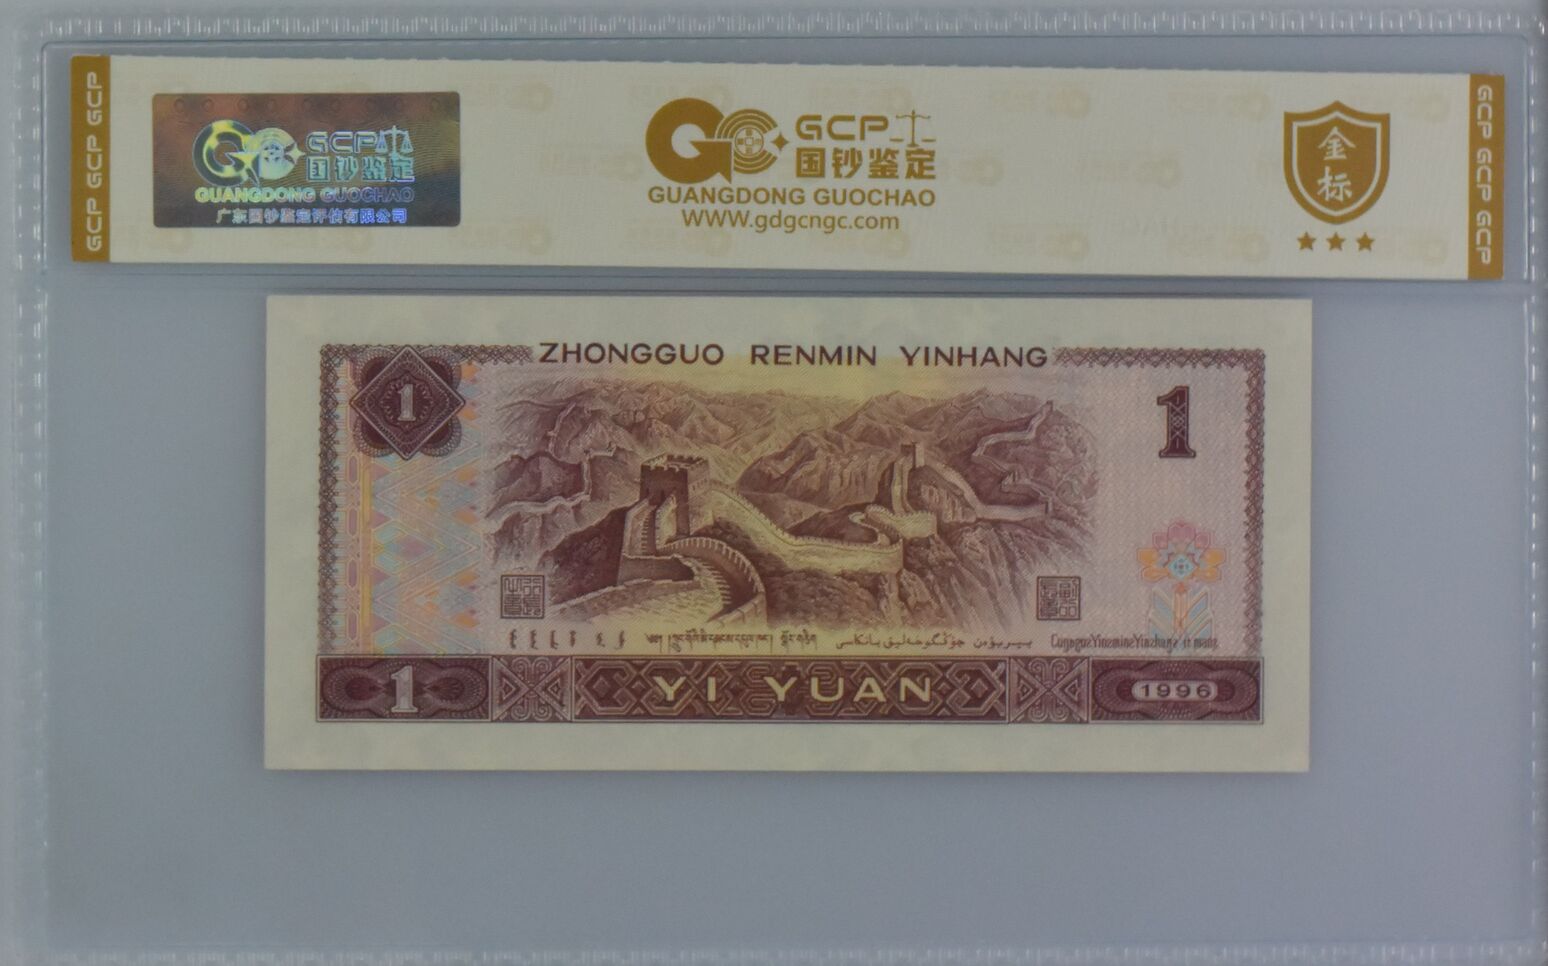 GCP GCP GCP
GCP
国钞鉴定
GUANGDONG GUOCHAO
广东国钞鉴定评估有限公司
GCP
国钞鉴定
GUANGDONG GUOCHAO
WWW.gdgcngc.com
金
标
GCP GCP GCP
ZHONGGUO RENMIN YINHANG
1
1
1 YI YUAN 1996